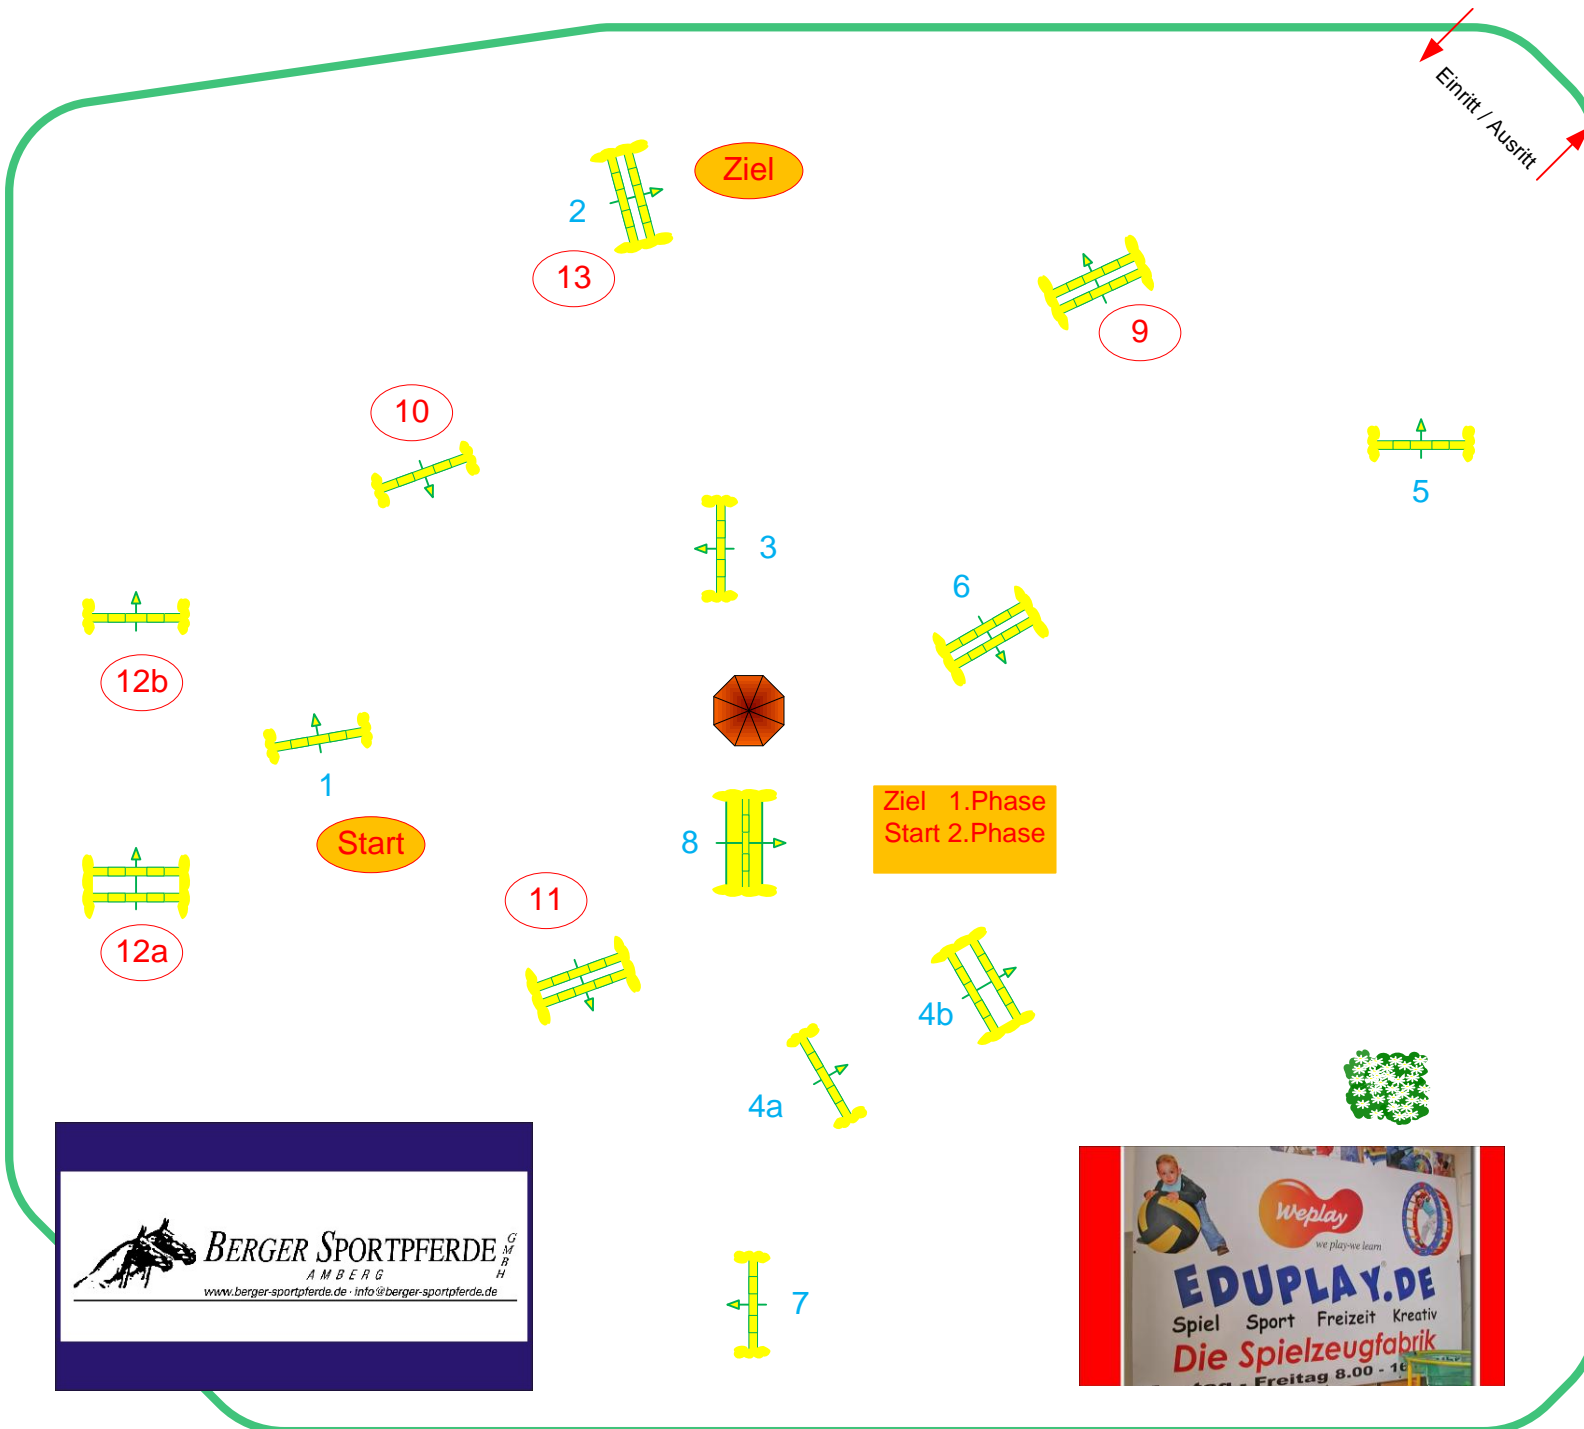 Einritt / Ausritt
Ziel
2
13
9
10
5
3
6
12b
1
Ziel 1.Phase
Start 2.Phase
Start
8
11
12a
4b
4a
7
BERGER SPORTPFERDE GMBH
AMBERG
www.berger-sportpferde.de · info@berger-sportpferde.de
Weplay
we play-we learn
EDUPLAY.DE
Spiel Sport Freizeit Kreativ
Die Spielzeugfabrik
- Freitag 8.00 -